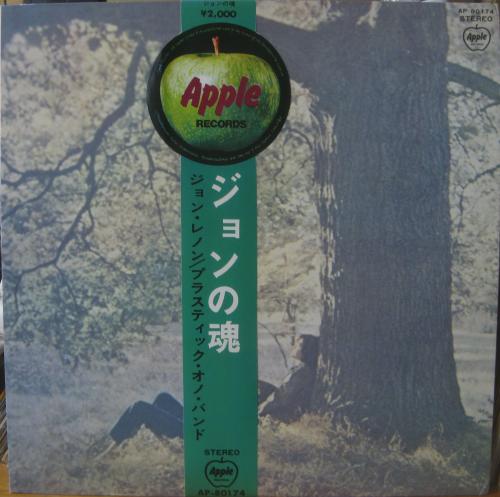 ジョンの魂
¥2,000
Apple
RECORDS
ジョンの魂
ジョン・レノン/プラスティック・オノ・バンド
STEREO
Apple
AP-80174
AP 80174
STEREO
Apple